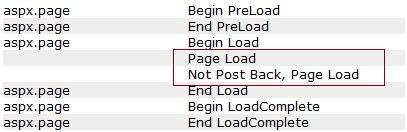 aspx.page Begin PreLoad
aspx.page End PreLoad
aspx.page Begin Load
Page Load
Not Post Back, Page Load
aspx.page End Load
aspx.page Begin LoadComplete
aspx.page End LoadComplete